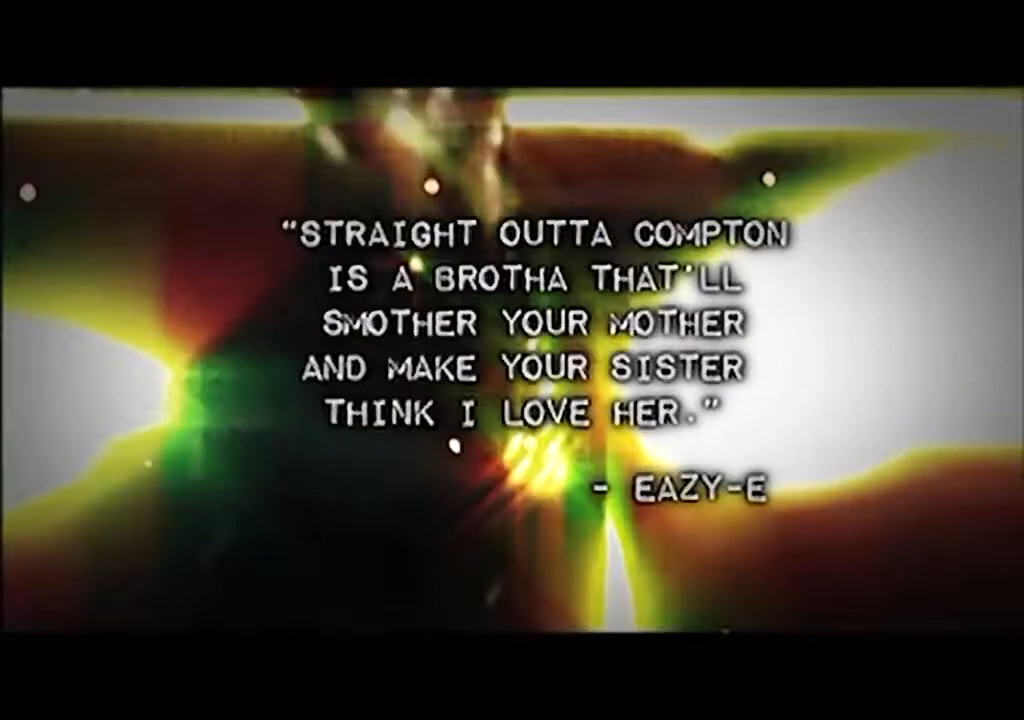 “STRAIGHT OUTTA COMPTON
IS A BROTHA THAT'LL
SMOTHER YOUR MOTHER
AND MAKE YOUR SISTER
THINK I LOVE HER.”
- EAZY-E